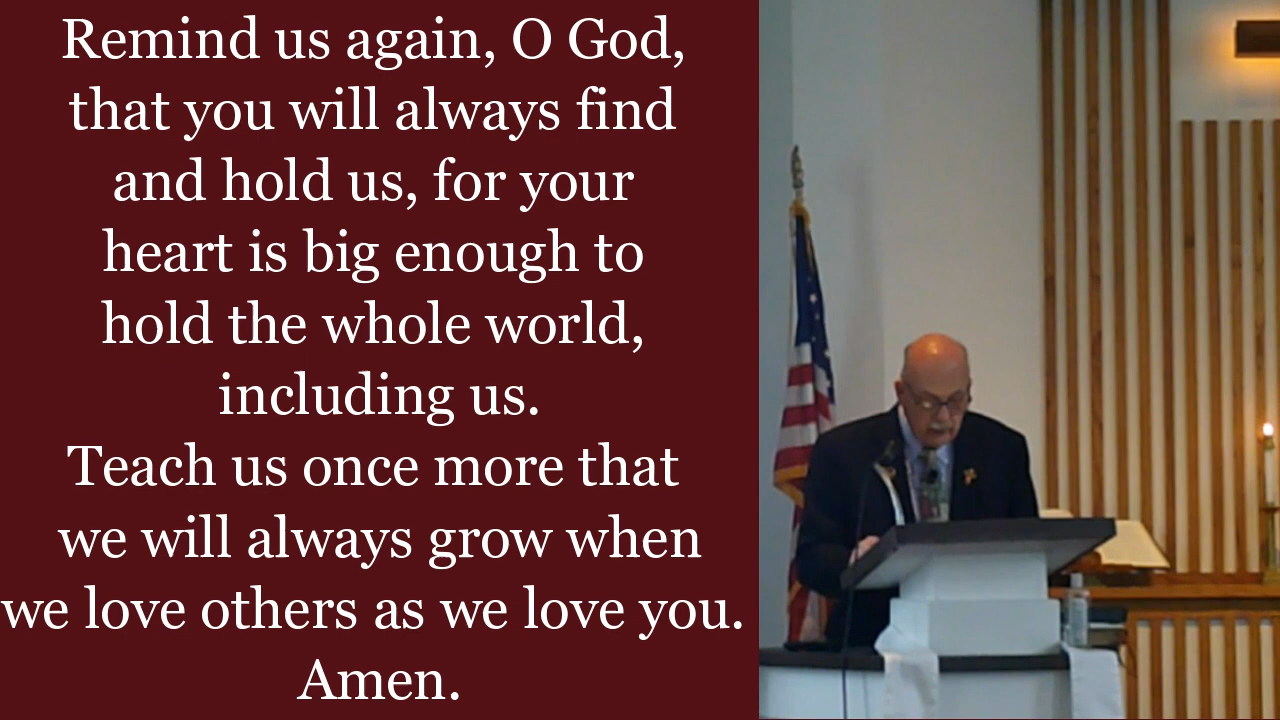 Remind us again, O God,
that you will always find
and hold us, for your
heart is big enough to
hold the whole world,
including us.
Teach us once more that
we will always grow when
we love others as we love you.
Amen.